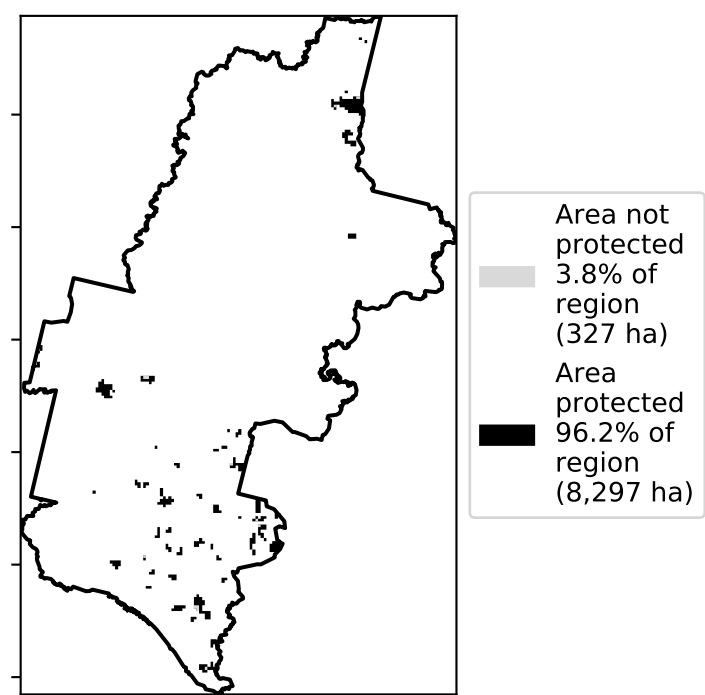 Area not
protected
3.8% of
region
(327 ha)
Area
protected
96.2% of
region
(8,297 ha)